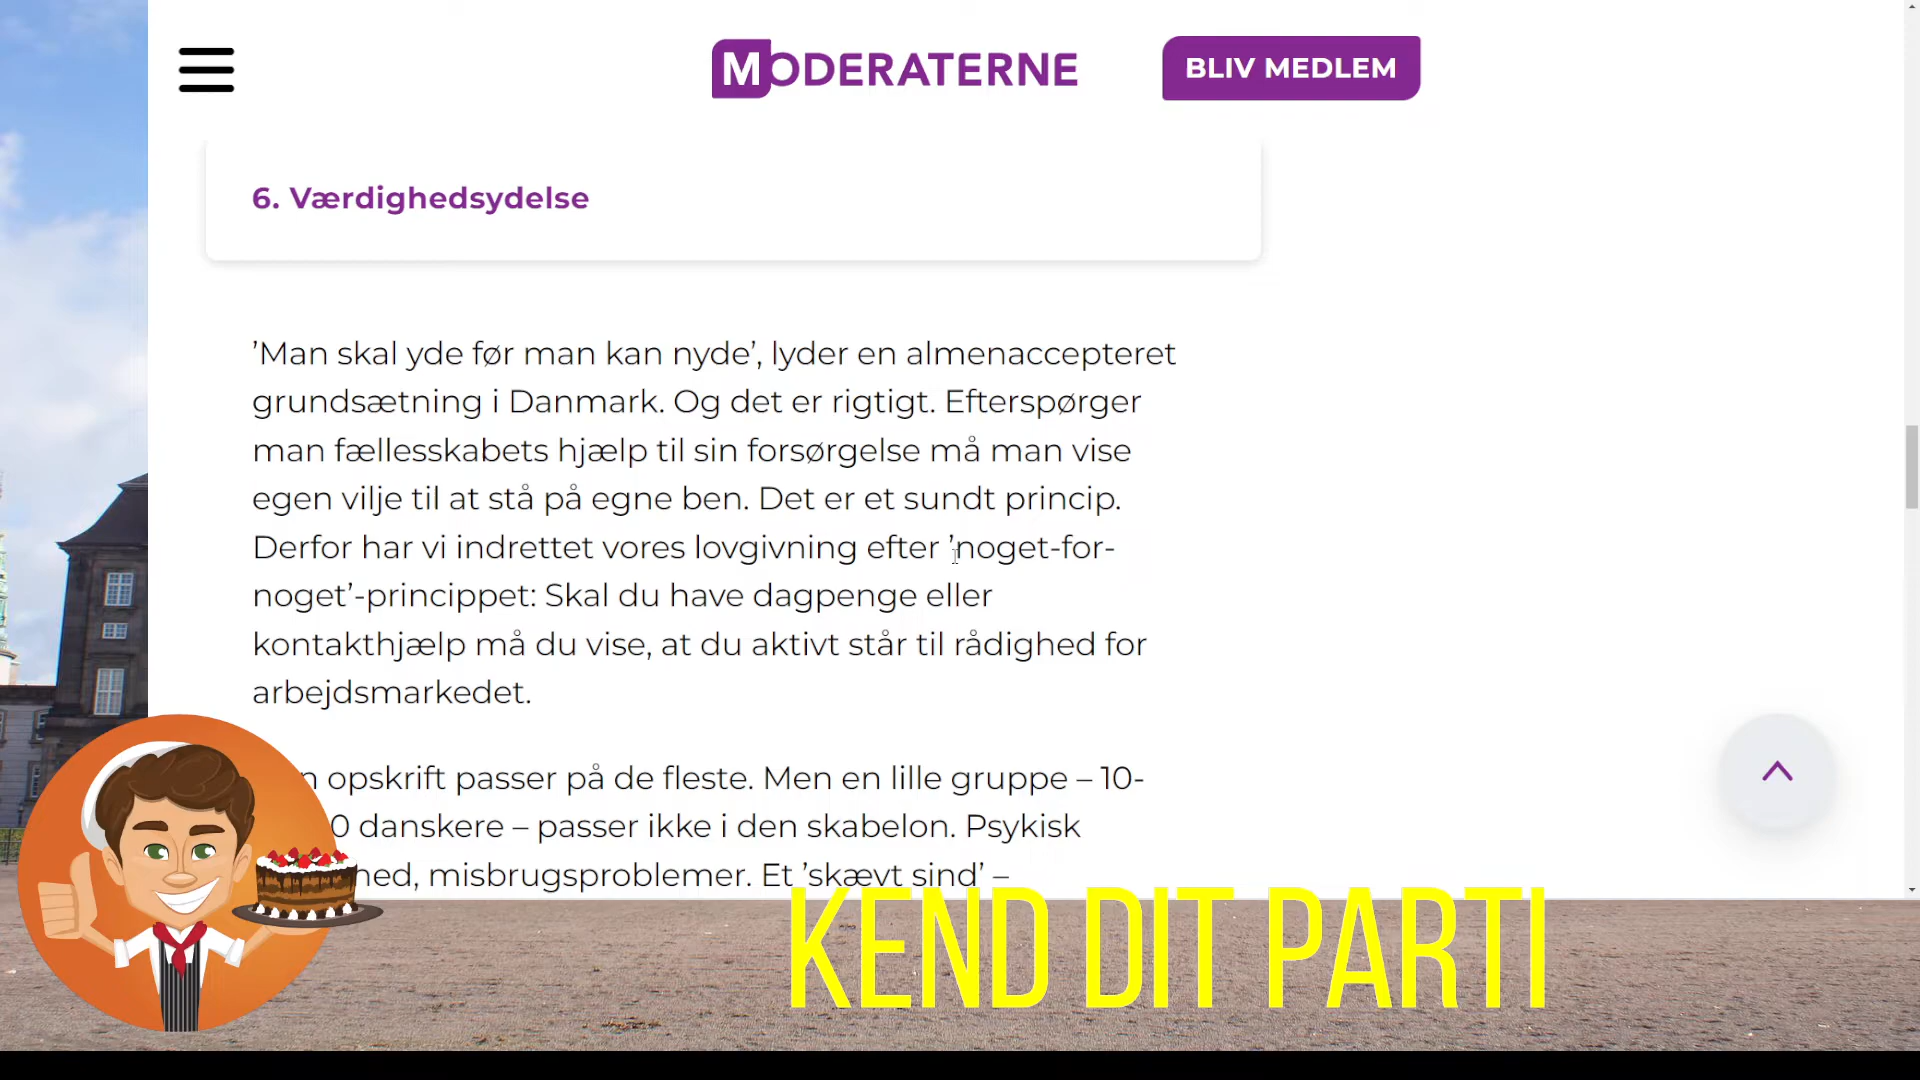 MODERATERNE
BLIV MEDLEM
6. Værdighedsydelse
’Man skal yde før man kan nyde’, lyder en almenaccepteret
grundsætning i Danmark. Og det er rigtigt. Efterspørger
man fællesskabets hjælp til sin forsørgelse må man vise
egen vilje til at stå på egne ben. Det er et sundt princip.
Derfor har vi indrettet vores lovgivning efter ’noget-for-
noget’-princippet: Skal du have dagpenge eller
kontakthjælp må du vise, at du aktivt står til rådighed for
arbejdsmarkedet.
opskrift passer på de fleste. Men en lille gruppe – 10-
danskere – passer ikke i den skabelon. Psykisk
misbrugsproblemer. Et ’skævt sind’ –
KEND DIT PARTI